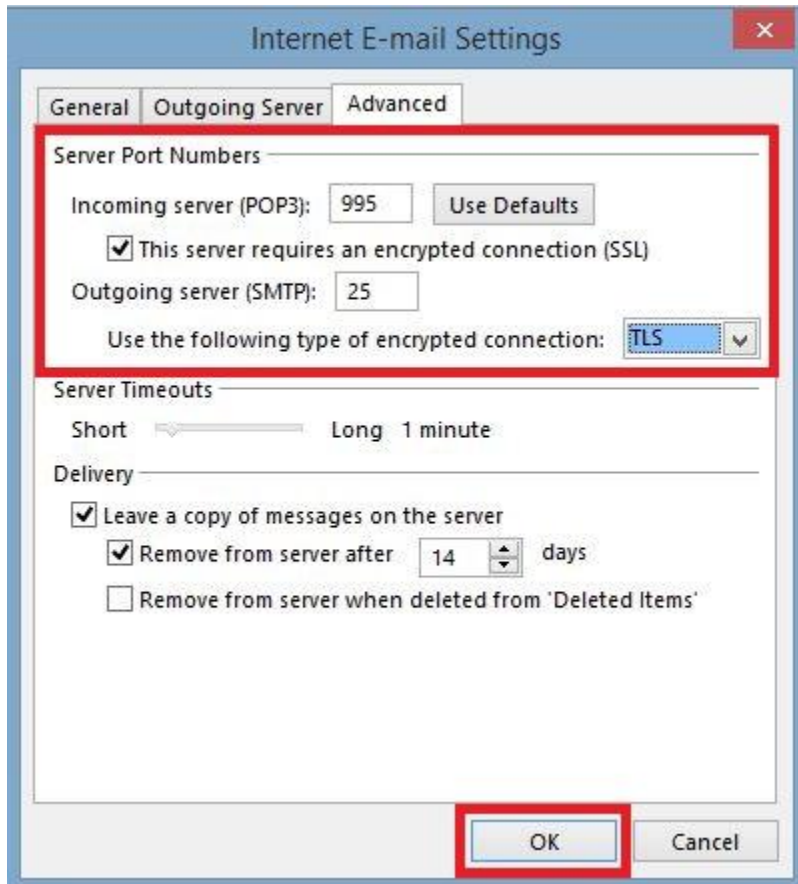 Internet E-mail Settings
General Outgoing Server Advanced
Server Port Numbers
Incoming server (POP3): 995 Use Defaults
This server requires an encrypted connection (SSL)
Outgoing server (SMTP): 25
Use the following type of encrypted connection: TLS
Server Timeouts
Short Long 1 minute
Delivery
Leave a copy of messages on the server
Remove from server after 14 days
Remove from server when deleted from 'Deleted Items'
OK Cancel